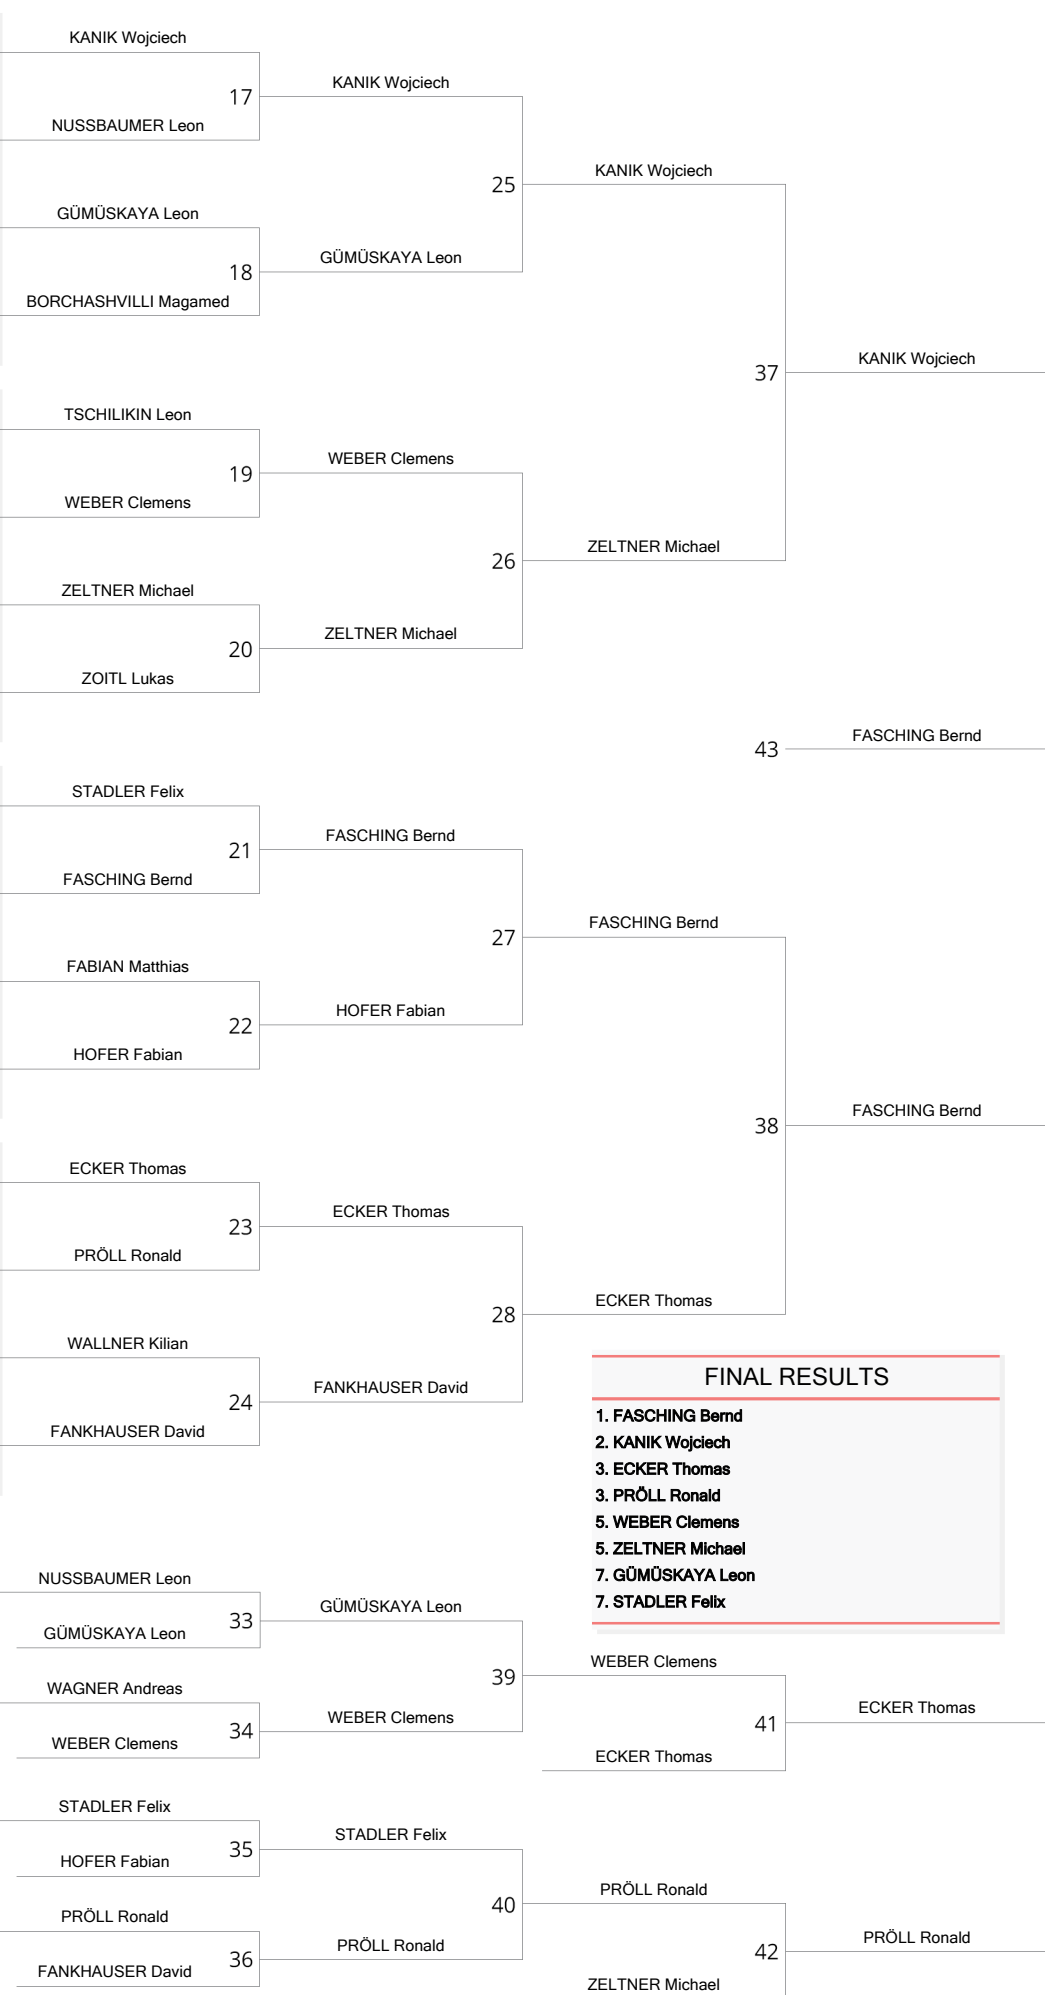 KANIK Wojciech
17
KANIK Wojciech
NUSSBAUMER Leon
25
KANIK Wojciech
GÜMÜSKAYA Leon
18
GÜMÜSKAYA Leon
BORCHASHVILLI Magamed
37
KANIK Wojciech
TSCHILIKIN Leon
19
WEBER Clemens
WEBER Clemens
26
ZELTNER Michael
ZELTNER Michael
20
ZELTNER Michael
ZOITL Lukas
43
FASCHING Bernd
STADLER Felix
21
FASCHING Bernd
FASCHING Bernd
27
FASCHING Bernd
FABIAN Matthias
22
HOFER Fabian
HOFER Fabian
38
FASCHING Bernd
ECKER Thomas
23
ECKER Thomas
PRÖLL Ronald
28
ECKER Thomas
WALLNER Kilian
24
FANKHAUSER David
FANKHAUSER David
FINAL RESULTS
1. FASCHING Bernd
2. KANIK Wojciech
3. ECKER Thomas
3. PRÖLL Ronald
5. WEBER Clemens
5. ZELTNER Michael
7. GÜMÜSKAYA Leon
7. STADLER Felix
NUSSBAUMER Leon
33
GÜMÜSKAYA Leon
GÜMÜSKAYA Leon
39
WEBER Clemens
WAGNER Andreas
34
WEBER Clemens
WEBER Clemens
41
ECKER Thomas
ECKER Thomas
STADLER Felix
35
STADLER Felix
HOFER Fabian
40
PRÖLL Ronald
PRÖLL Ronald
36
PRÖLL Ronald
FANKHAUSER David
42
PRÖLL Ronald
ZELTNER Michael